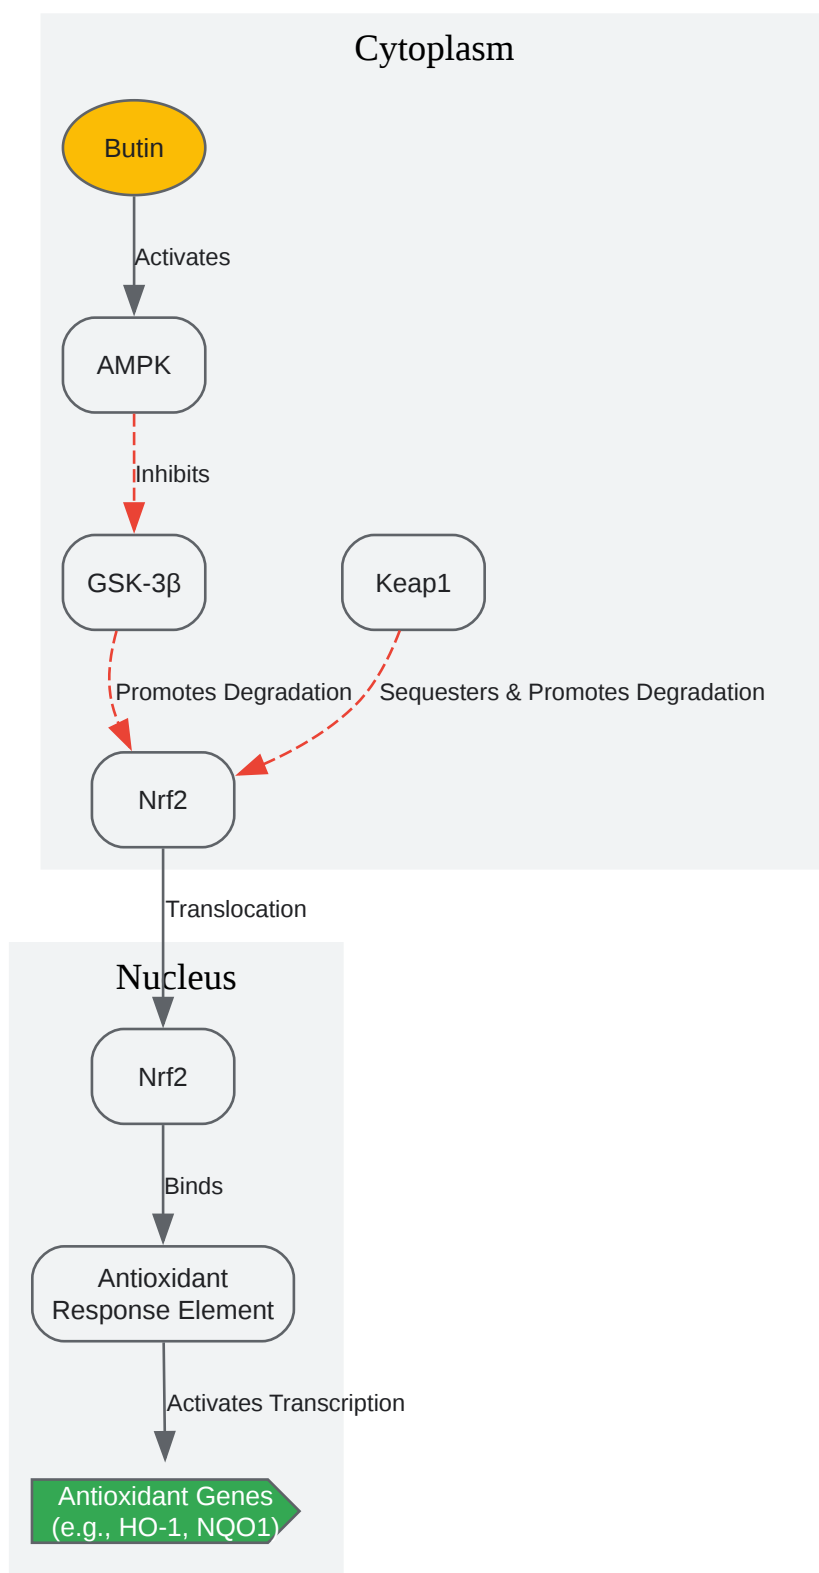 Cytoplasm
Butin
Activates
AMPK
Inhibits
GSK-3β
Keap1
Promotes Degradation
Sequesters & Promotes Degradation
Nrf2
Translocation
Nucleus
Nrf2
Binds
Antioxidant
Response Element
Activates Transcription
Antioxidant Genes
(e.g., HO-1, NQO1)